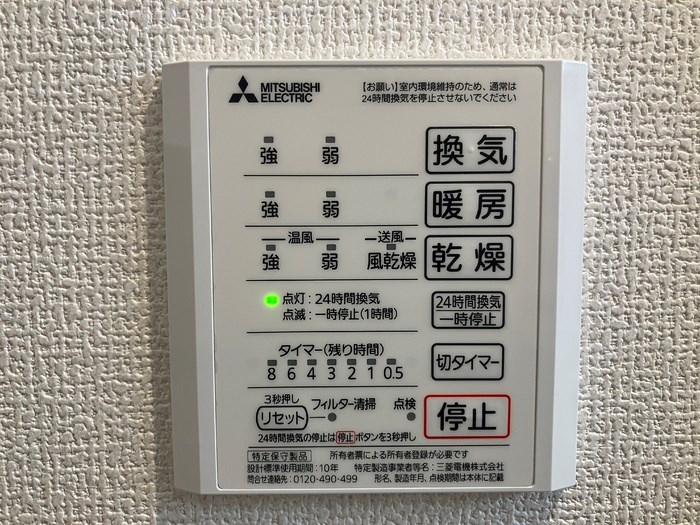 MITSUBISHI
ELECTRIC
【お願い】室内環境維持のため、通常は
24時間換気を停止させないでください
強 弱 換気
強 弱 暖房
温風 送風
強 弱 風乾燥 乾燥
点灯：24時間換気
点滅：一時停止(1時間)
24時間換気
一時停止
タイマー(残り時間)
8 6 4 3 2 1 0.5
切タイマー
3秒押し
リセット フィルター清掃 点検
停止
24時間換気の停止は停止ボタンを3秒押し
特定保守製品 所有者票による所有者登録が必要です
設計標準使用期間：10年 特定製造事業者等名：三菱電機株式会社
問合せ連絡先：0120-490-499 形名、製造年月、点検期間は本体に記載